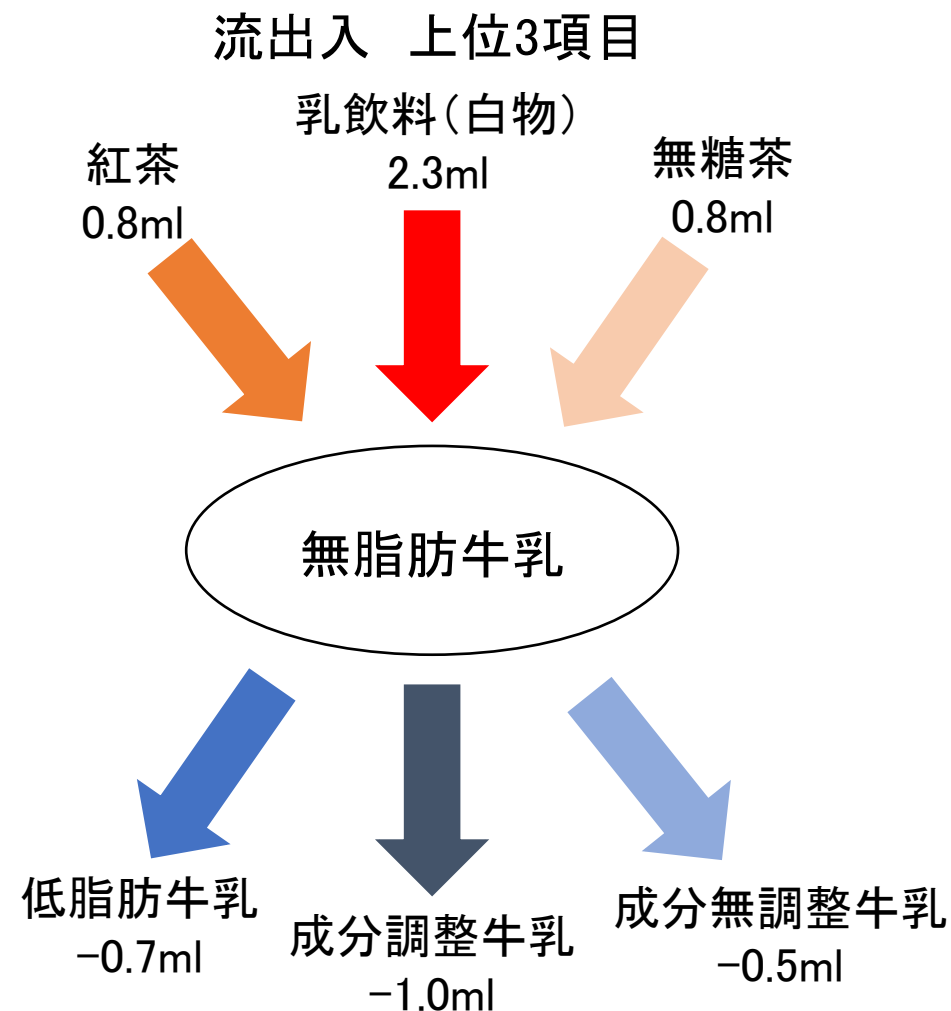 流出入　上位3項目
乳飲料（白物）
2.3ml
紅茶
0.8ml
無糖茶
0.8ml
無脂肪牛乳
低脂肪牛乳
-0.7ml
成分調整牛乳
-1.0ml
成分無調整牛乳
-0.5ml